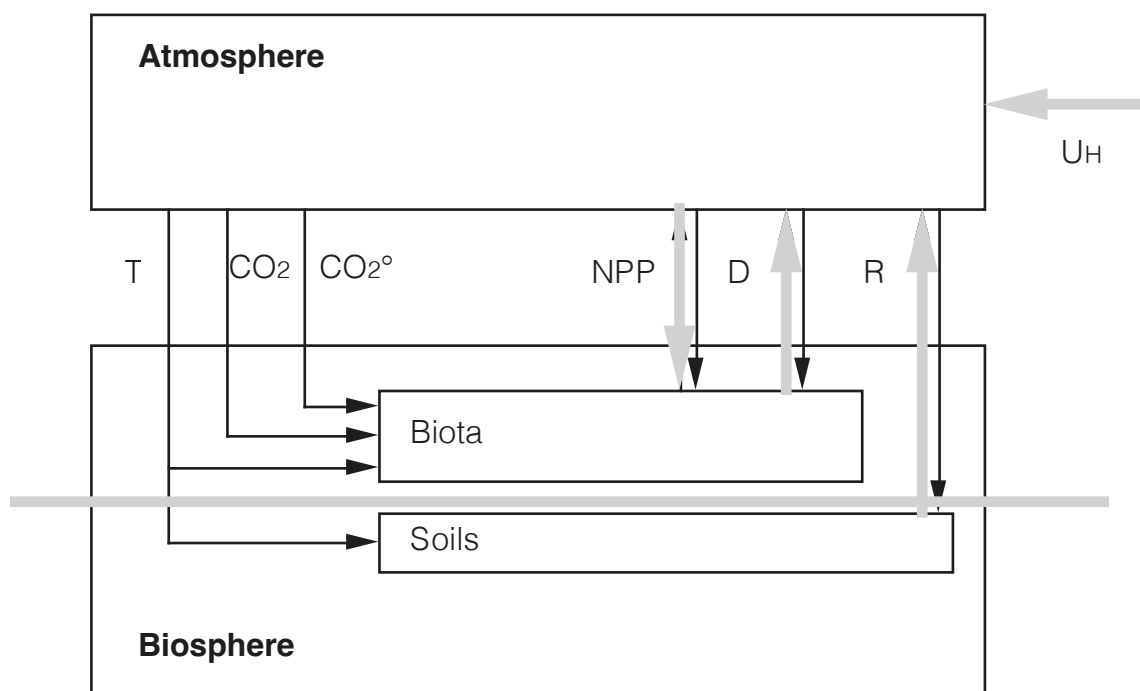 Atmosphere
UH
T
CO2
CO2°
NPP
D
R
Biota
Soils
Biosphere